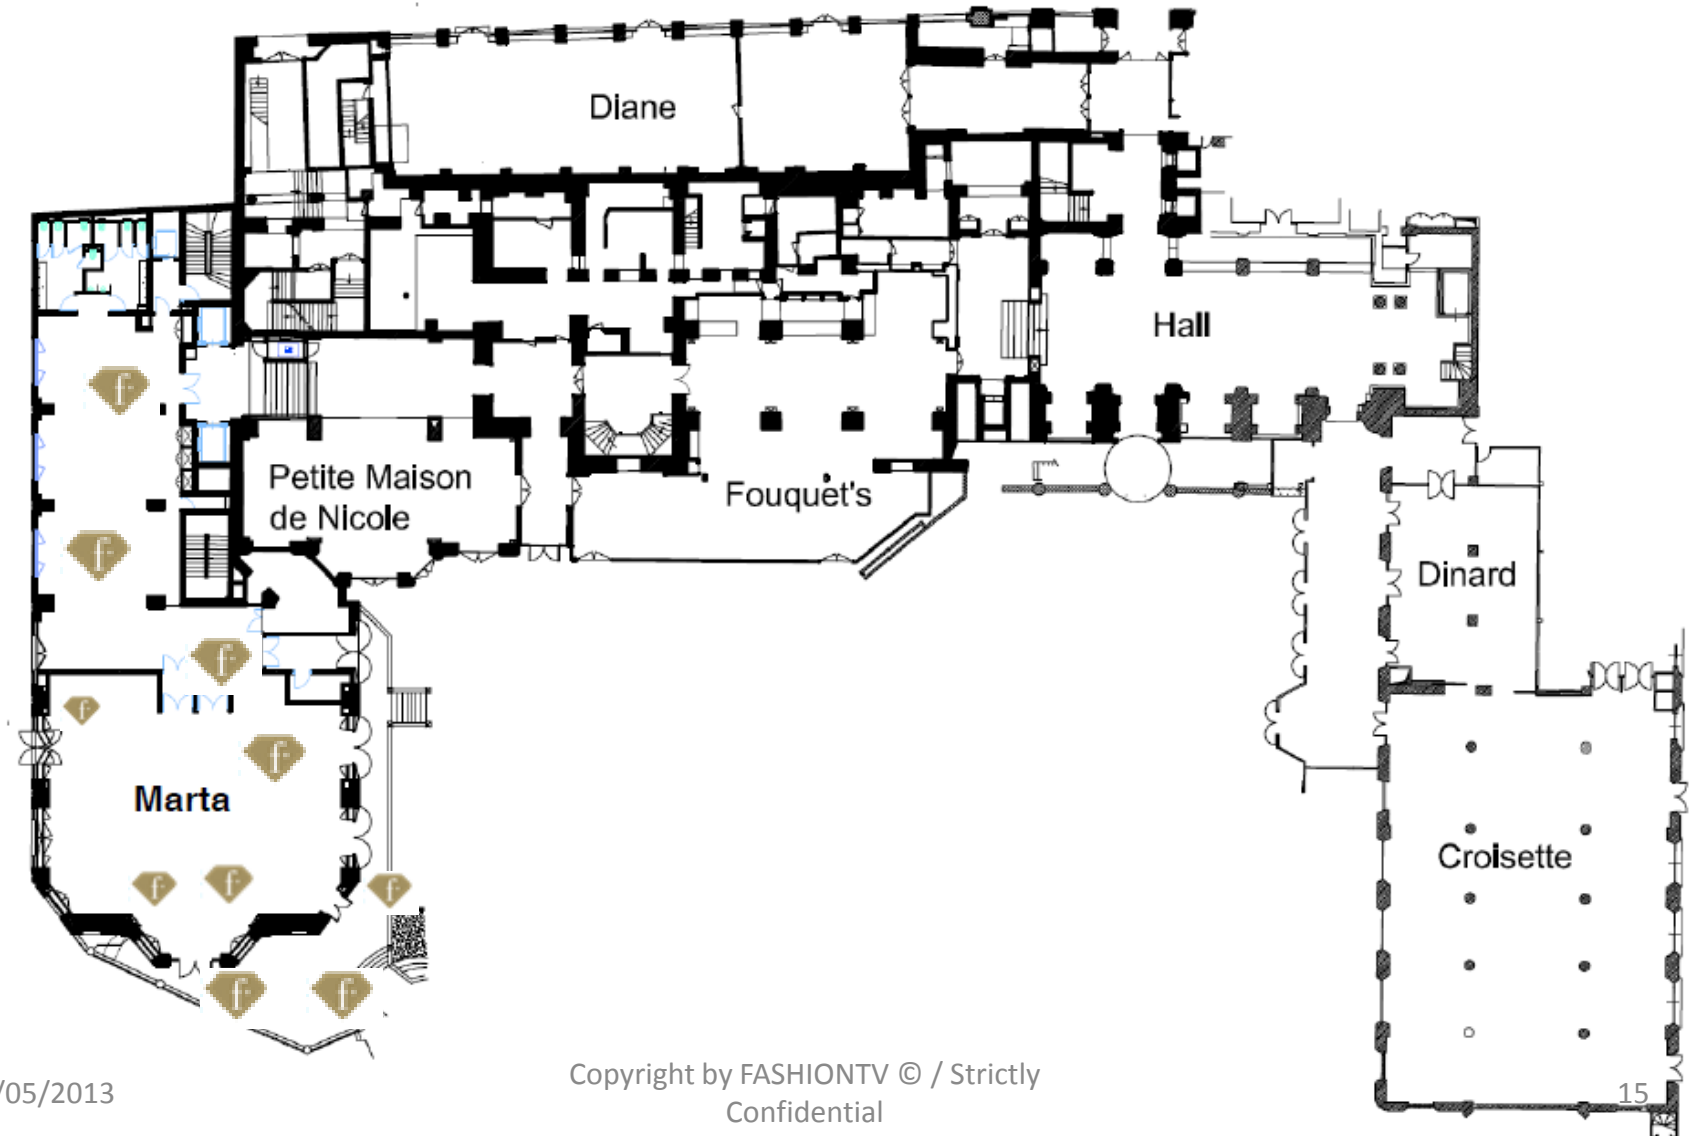 Diane
Hall
Petite Maison
de Nicole
Fouquet's
Dinard
f
f
f
f
f
Marta
Croisette
f
f
f
f
f
/05/2013
Copyright by FASHIONTV © / Strictly
Confidential
15